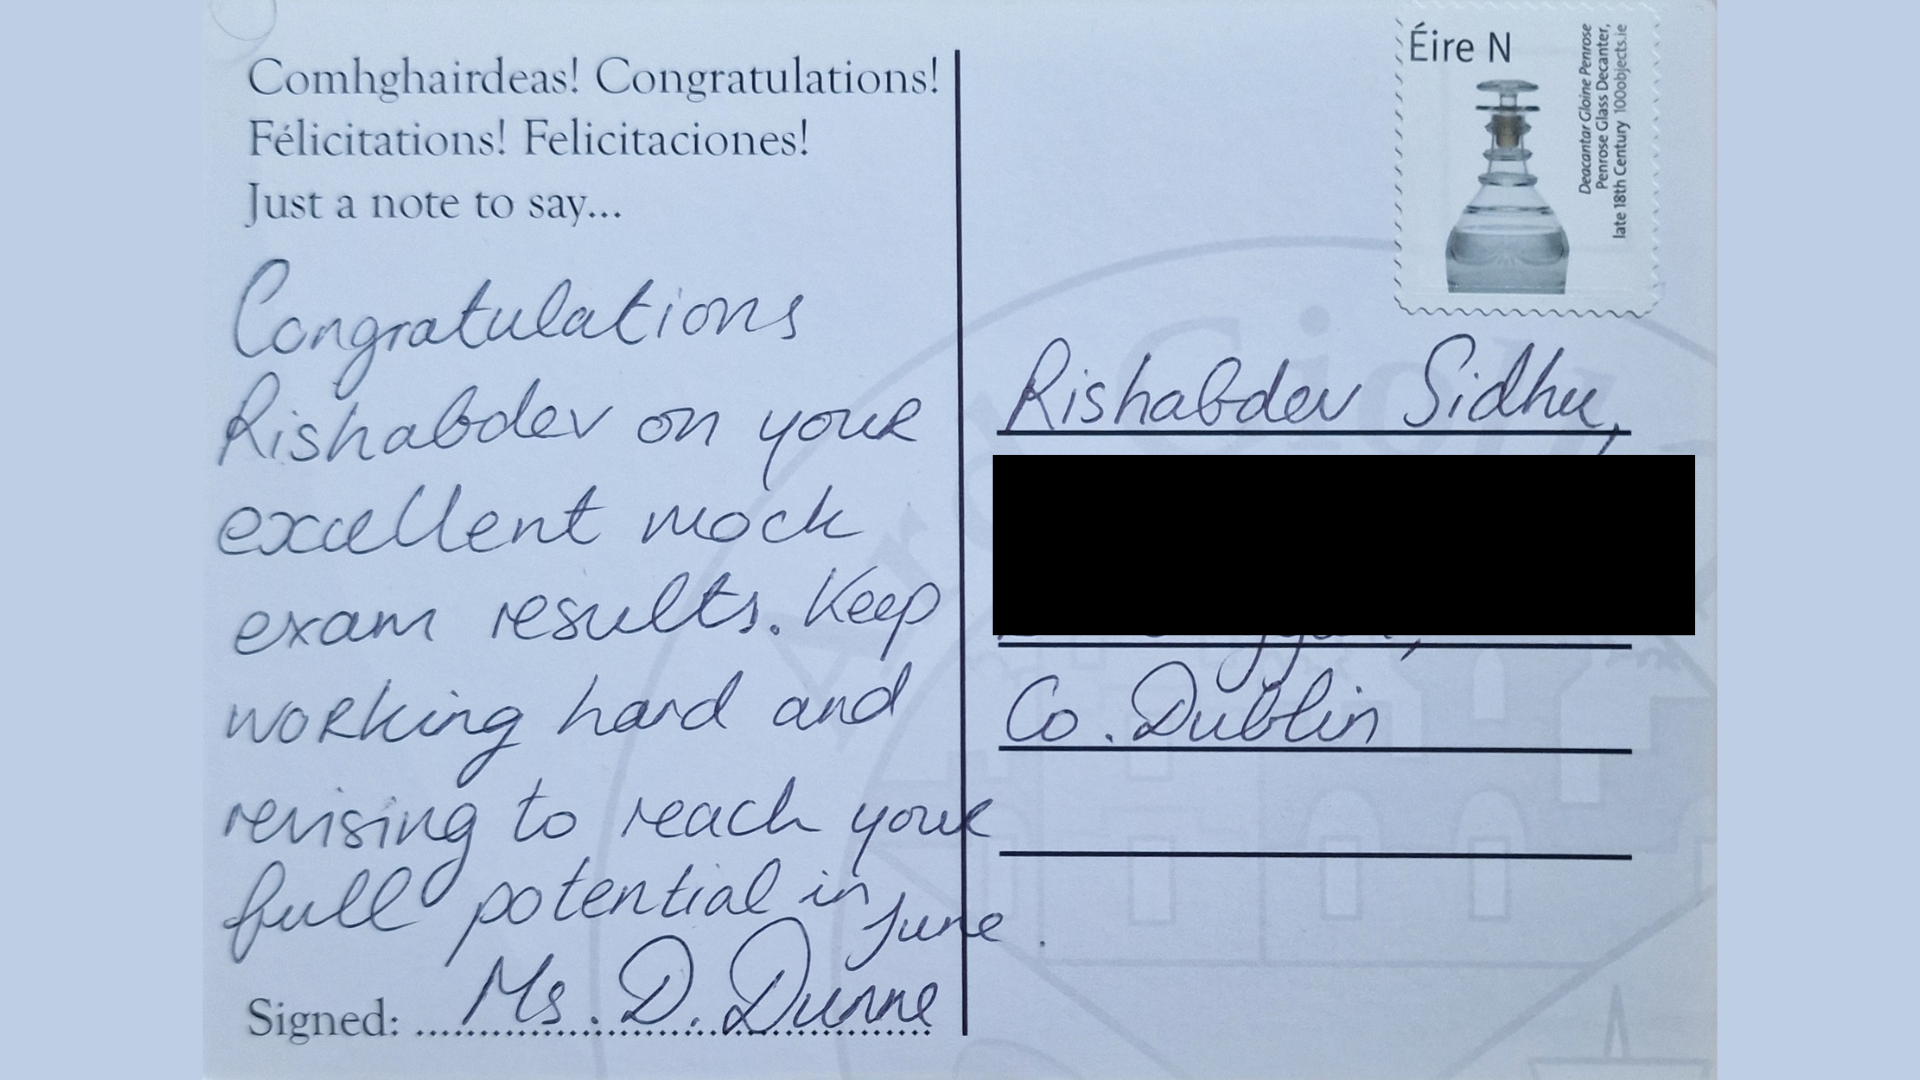 Comhghairdeas! Congratulations!
Félicitations! Felicitaciones!
Just a note to say...
Congratulations
Rishabdev on your
excellent mock
exam results. Keep
working hard and
revising to reach your
full potential in June.
Signed: Ms. D. Dunne
Éire N
Deacantar Gloine Penrose
Penrose Glass Decanter,
late 18th Century 100objects.ie
Rishabdev Sidhu,
Co. Dublin